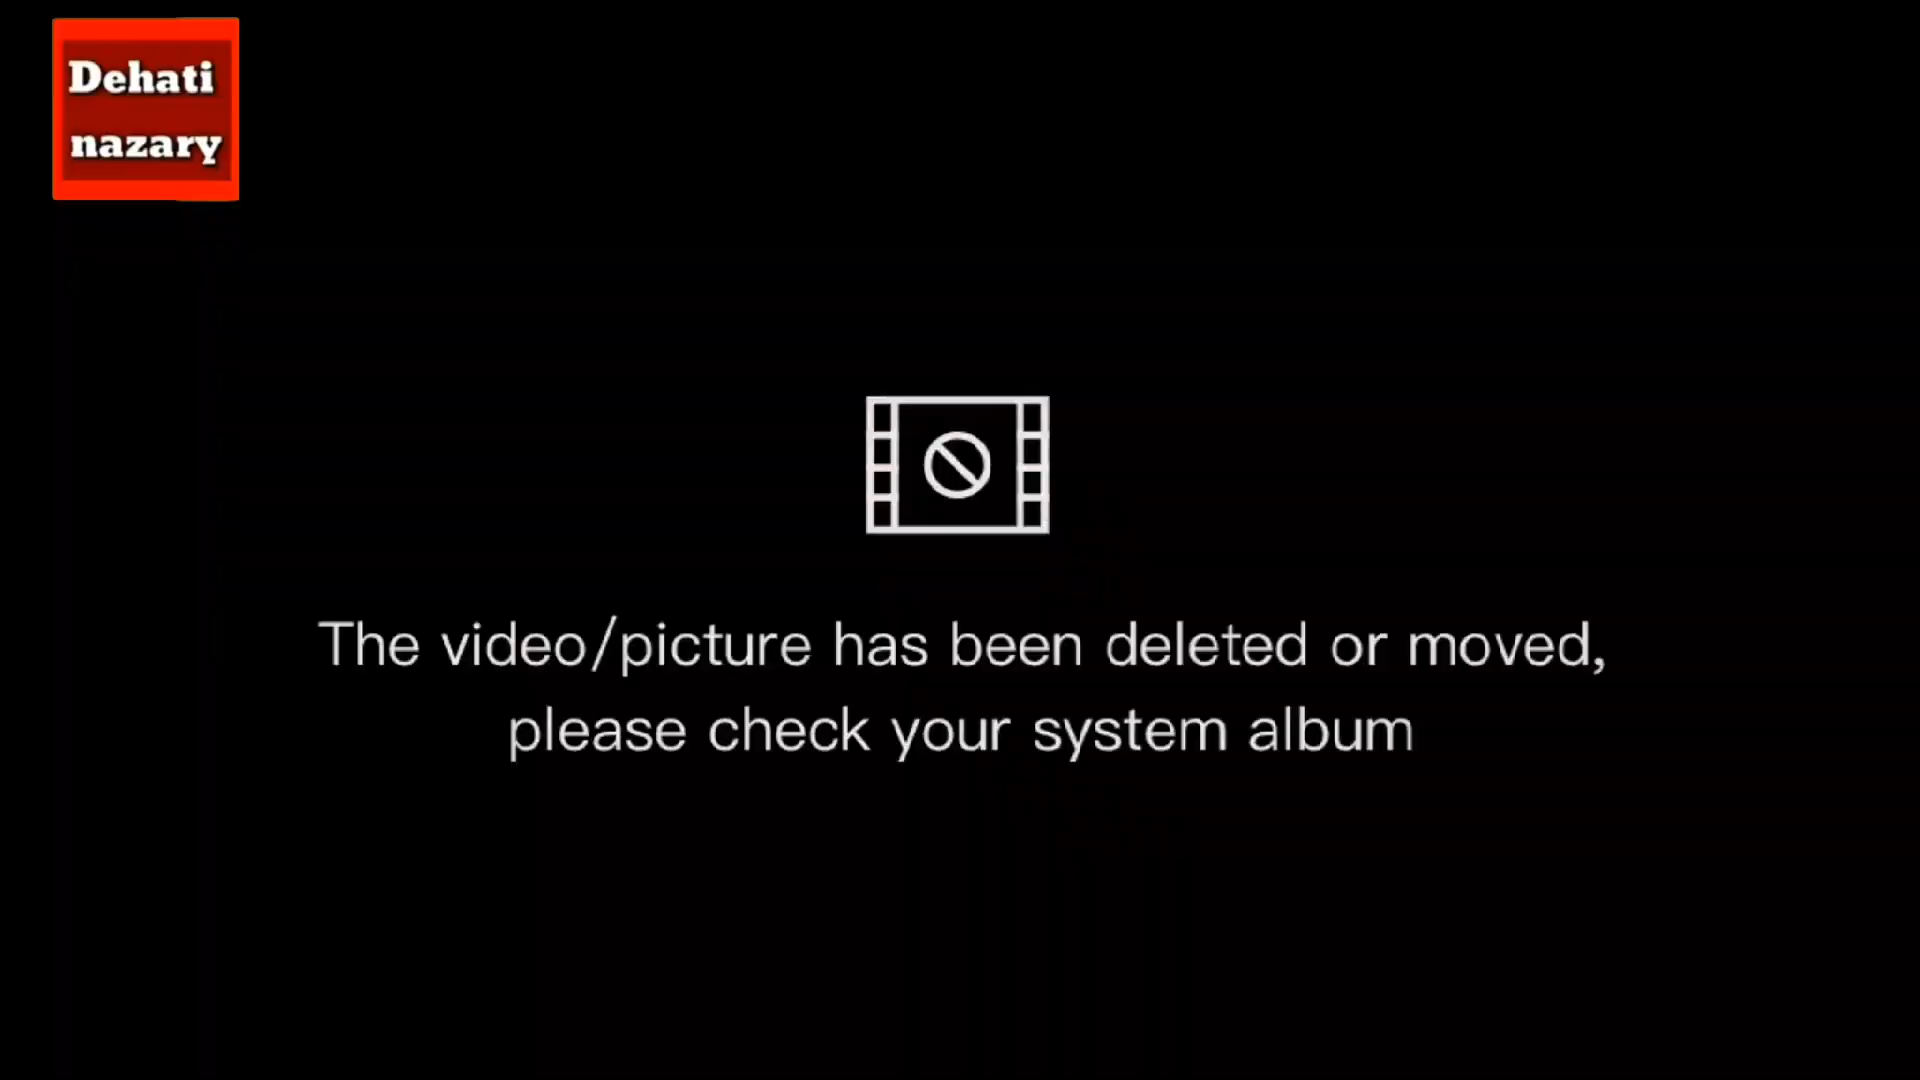 Dehati
nazary
The video/picture has been deleted or moved,
please check your system album